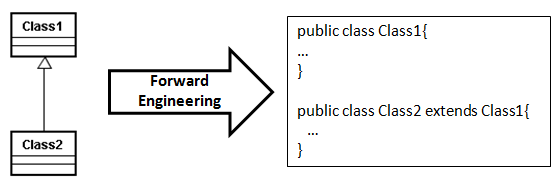 Class1
Class2
Forward
Engineering
public class Class1{
...
}
public class Class2 extends Class1{
...
}